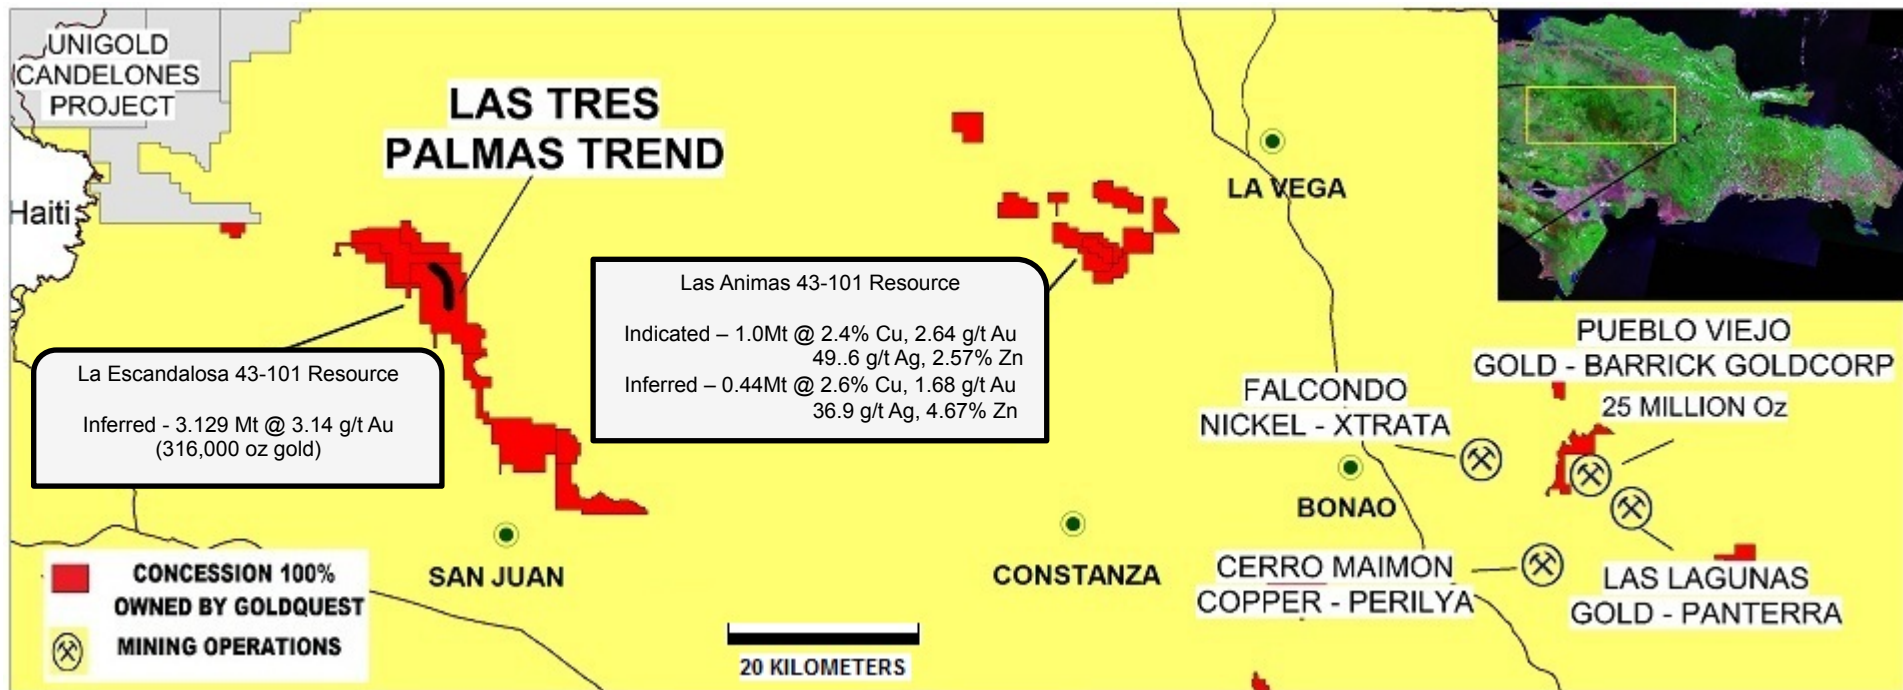 UNIGOLD
CANDELONES
PROJECT
LAS TRES
PALMAS TREND
Haiti
LA VEGA
La Escandalosa 43-101 Resource
Inferred - 3.129 Mt @ 3.14 g/t Au
(316,000 oz gold)
Las Animas 43-101 Resource
Indicated – 1.0Mt @ 2.4% Cu, 2.64 g/t Au
49..6 g/t Ag, 2.57% Zn
Inferred – 0.44Mt @ 2.6% Cu, 1.68 g/t Au
36.9 g/t Ag, 4.67% Zn
PUEBLO VIEJO
GOLD - BARRICK GOLDCORP
25 MILLION Oz
FALCONDO
NICKEL - XTRATA
BONAO
SAN JUAN
CONSTANZA
CERRO MAIMON
COPPER - PERILYA
LAS LAGUNAS
GOLD - PANTERRA
CONCESSION 100%
OWNED BY GOLDQUEST
MINING OPERATIONS
20 KILOMETERS